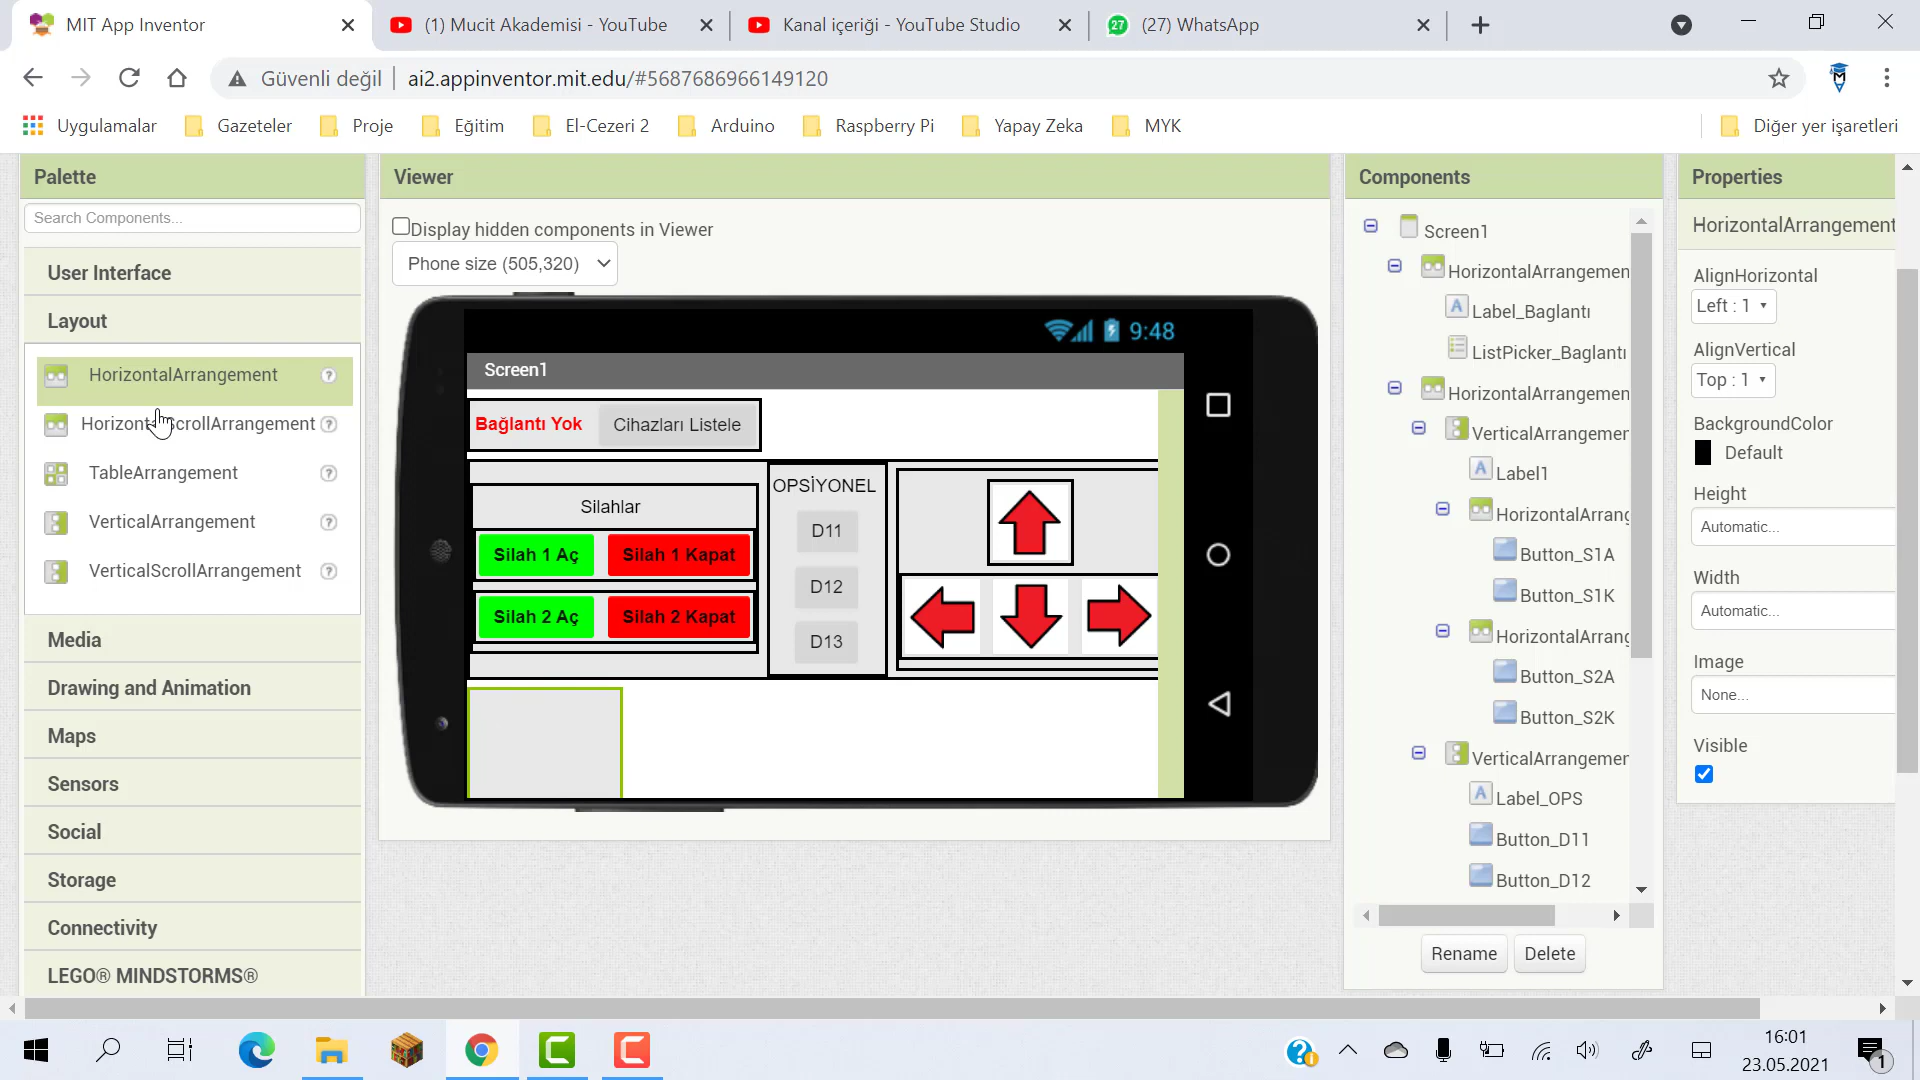 MIT App Inventor
(1) Mucit Akademisi - YouTube
Kanal içeriği - YouTube Studio
27
(27) WhatsApp
Güvenli değil
ai2.appinventor.mit.edu/#5687686966149120
Uygulamalar
Gazeteler
Proje
Eğitim
El-Cezeri 2
Arduino
Raspberry Pi
Yapay Zeka
MYK
Diğer yer işaretleri
Palette
Search Components...
User Interface
Layout
HorizontalArrangement
TableArrangement
VerticalArrangement
VerticalScrollArrangement
Media
Drawing and Animation
Maps
Sensors
Social
Storage
Connectivity
LEGO® MINDSTORMS®
Viewer
Display hidden components in Viewer
Phone size (505,320)
9:48
Screen1
Bağlantı Yok
Cihazları Listele
Silahlar
Silah 1 Aç
Silah 1 Kapat
Silah 2 Aç
Silah 2 Kapat
OPSİYONEL
D11
D12
D13
Components
Screen1
HorizontalArrangemen
Label_Baglantı
ListPicker_Baglantı
HorizontalArrangemen
VerticalArrangemer
Label1
HorizontalArrang
Button_S1A
Button_S1K
HorizontalArrang
Button_S2A
Button_S2K
VerticalArrangemer
Label_OPS
Button_D11
Button_D12
Rename
Delete
Properties
HorizontalArrangement
AlignHorizontal
Left : 1
AlignVertical
Top : 1
BackgroundColor
Default
Height
Automatic...
Width
Automatic...
Image
None...
Visible
16:01
23.05.2021
1